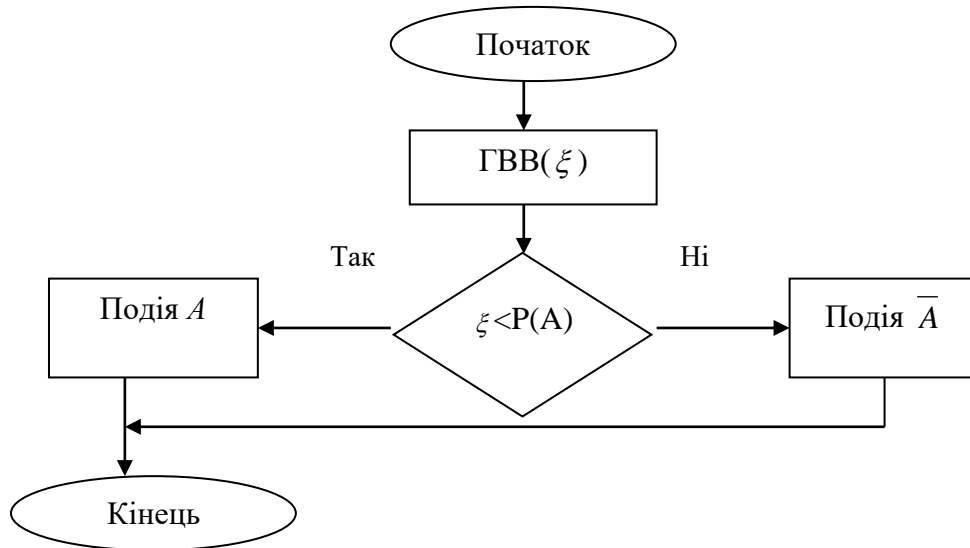 Початок
ГВВ( ξ )
Так
Ні
Подія A
ξ<P(A)
Подія A̅
Кінець